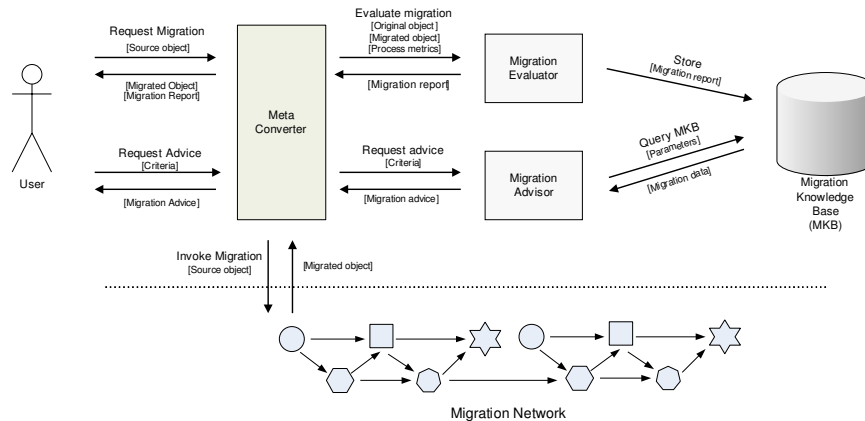 Request Migration
[Source object]
[Migrated Object]
[Migration Report]
User
Request Advice
[Criteria]
[Migration Advice]
Meta
Converter
Evaluate migration
[Original object]
[Migrated object]
[Process metrics]
[Migration report]
Migration
Evaluator
Store
[Migration report]
Request advice
[Criteria]
[Migration advice]
Migration
Advisor
Query MKB
[Parameters]
[Migration data]
Migration
Knowledge
Base
(MKB)
Invoke Migration
[Source object]
[Migrated object]
Migration Network